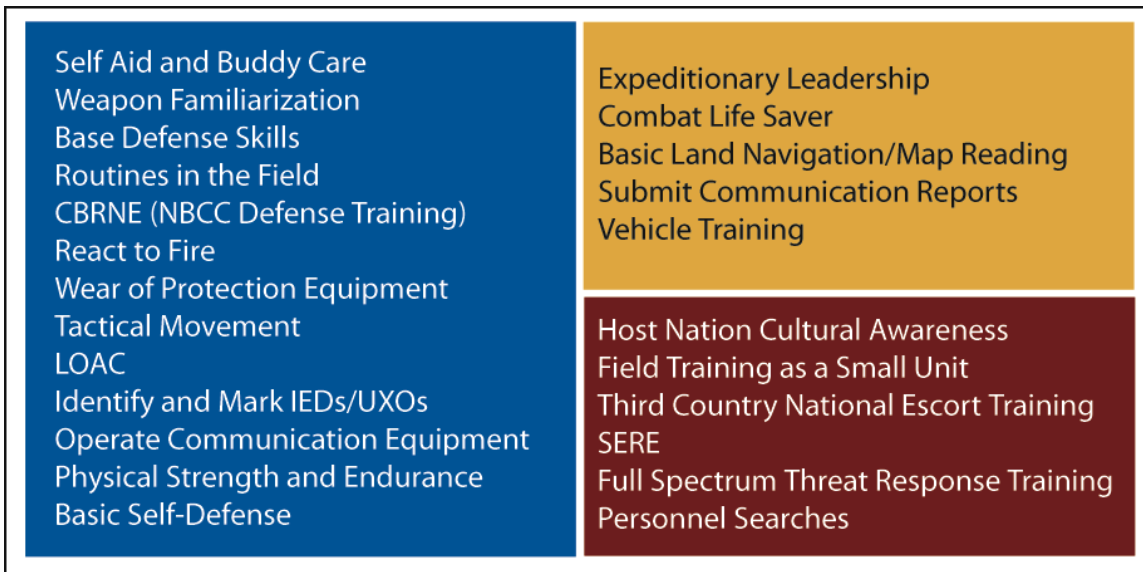 Self Aid and Buddy Care
Weapon Familiarization
Base Defense Skills
Routines in the Field
CBRNE (NBCC Defense Training)
React to Fire
Wear of Protection Equipment
Tactical Movement
LOAC
Identify and Mark IEDs/UXOs
Operate Communication Equipment
Physical Strength and Endurance
Basic Self-Defense
Expeditionary Leadership
Combat Life Saver
Basic Land Navigation/Map Reading
Submit Communication Reports
Vehicle Training
Host Nation Cultural Awareness
Field Training as a Small Unit
Third Country National Escort Training
SERE
Full Spectrum Threat Response Training
Personnel Searches